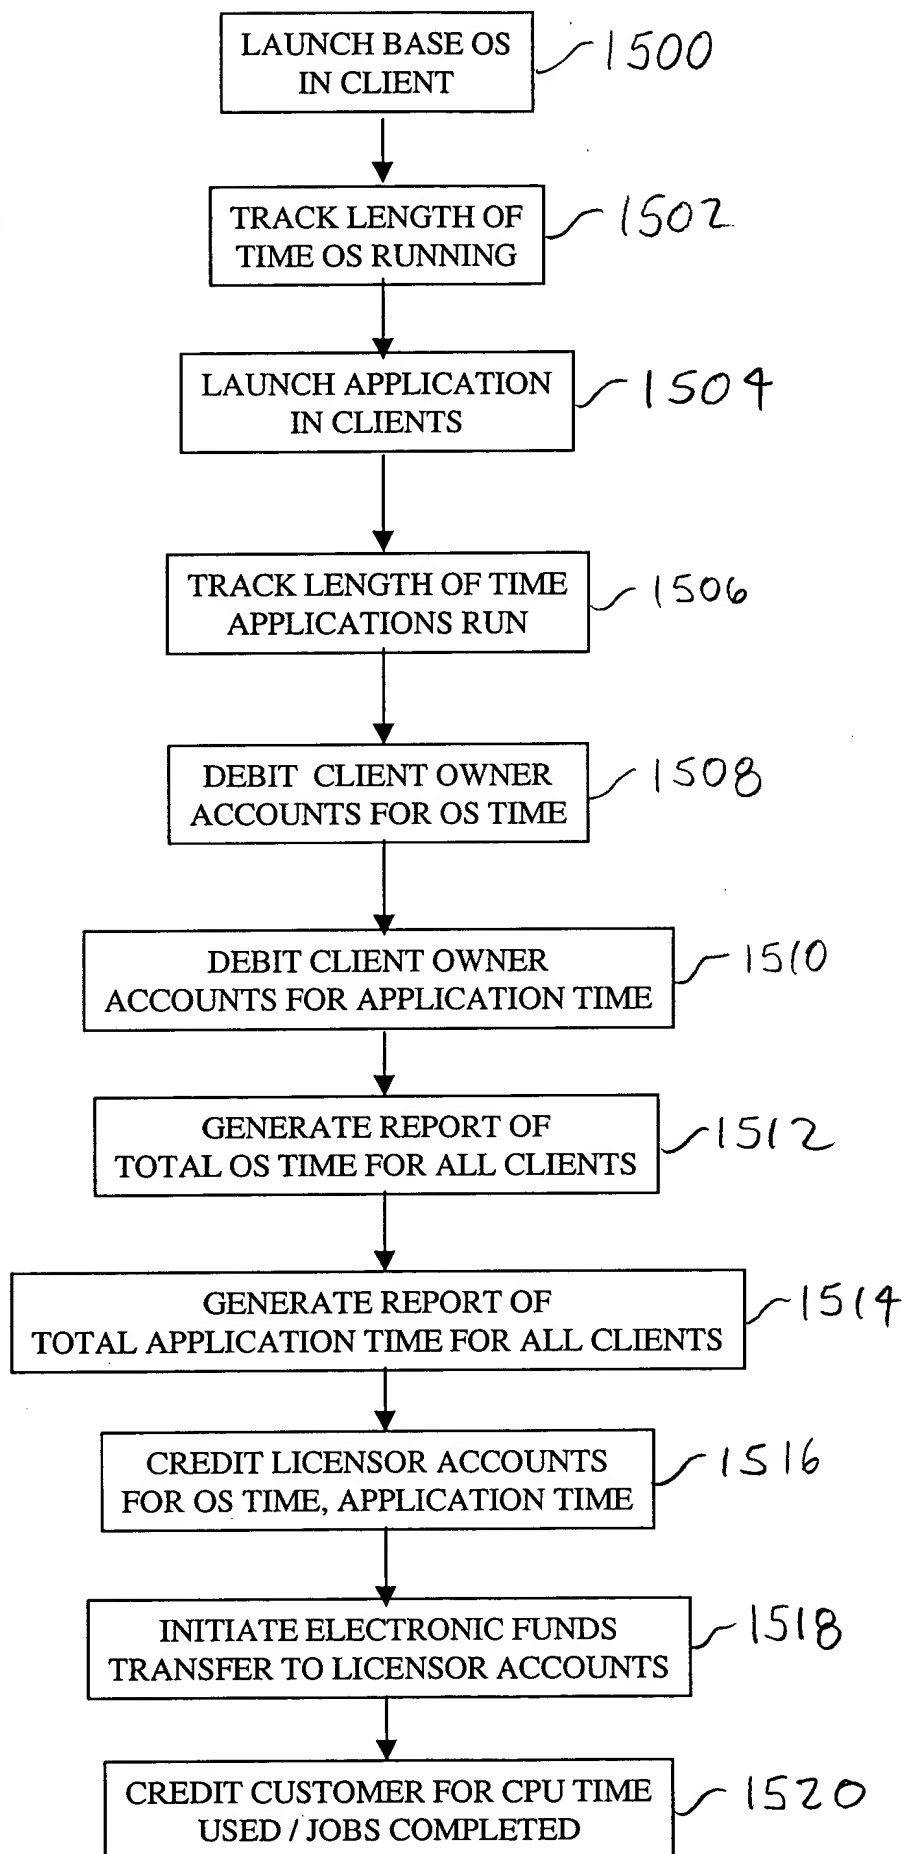 LAUNCH BASE OS
IN CLIENT
1500
TRACK LENGTH OF
TIME OS RUNNING
1502
LAUNCH APPLICATION
IN CLIENTS
1504
TRACK LENGTH OF TIME
APPLICATIONS RUN
1506
DEBIT CLIENT OWNER
ACCOUNTS FOR OS TIME
1508
DEBIT CLIENT OWNER
ACCOUNTS FOR APPLICATION TIME
1510
GENERATE REPORT OF
TOTAL OS TIME FOR ALL CLIENTS
1512
GENERATE REPORT OF
TOTAL APPLICATION TIME FOR ALL CLIENTS
1514
CREDIT LICENSOR ACCOUNTS
FOR OS TIME, APPLICATION TIME
1516
INITIATE ELECTRONIC FUNDS
TRANSFER TO LICENSOR ACCOUNTS
1518
CREDIT CUSTOMER FOR CPU TIME
USED / JOBS COMPLETED
1520